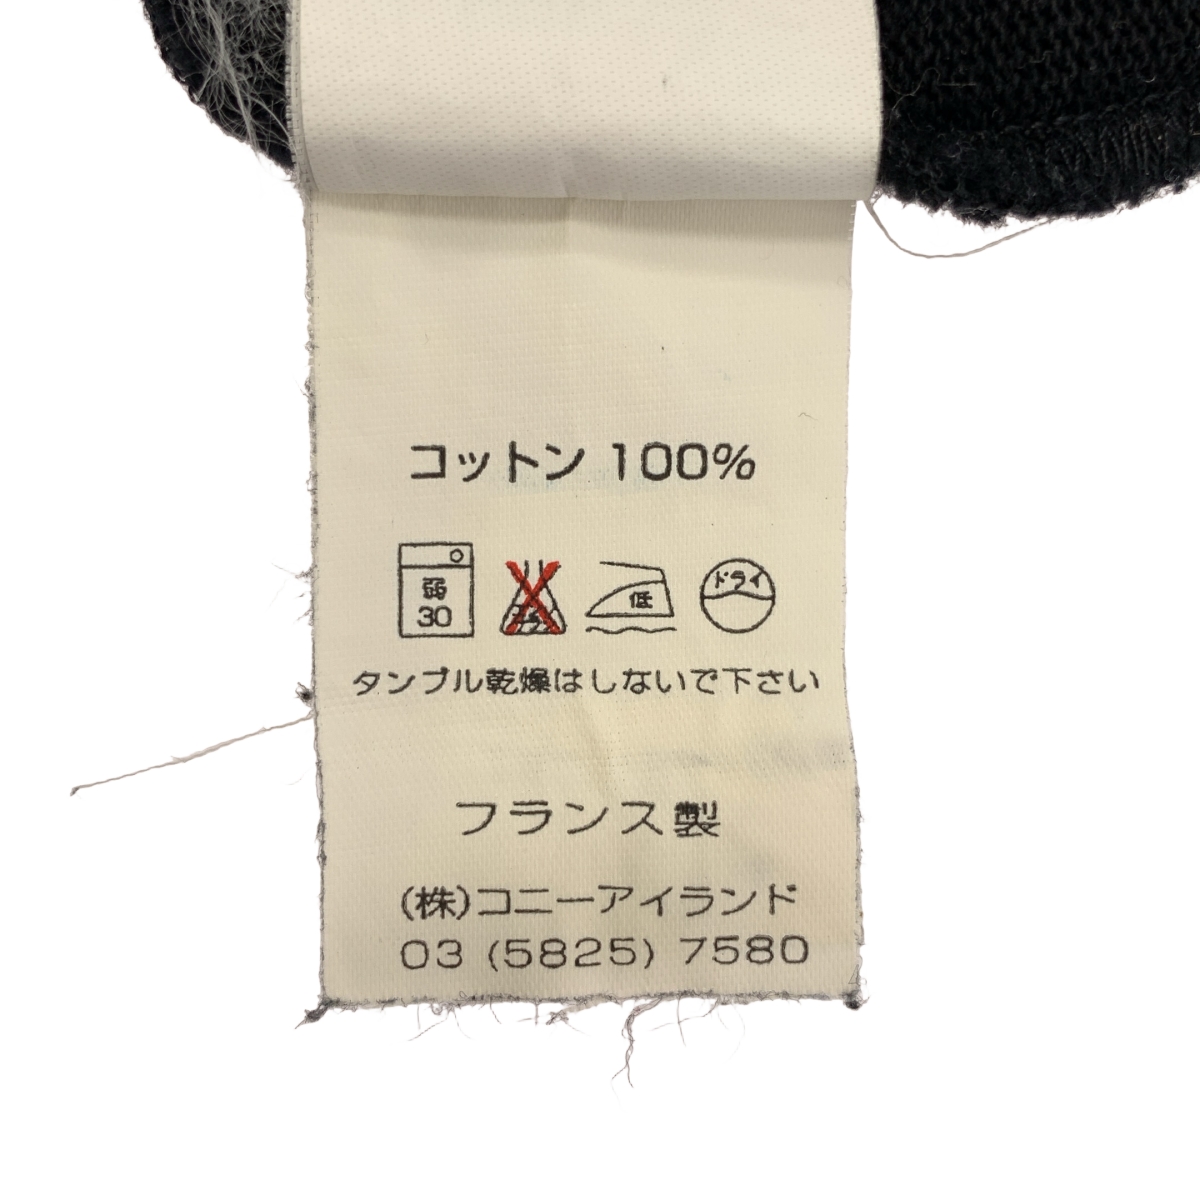 コットン 100%
弱 30 低 ドライ
タンブル乾燥はしないで下さい
フランス製
(株)コニーアイランド
03 (5825) 7580